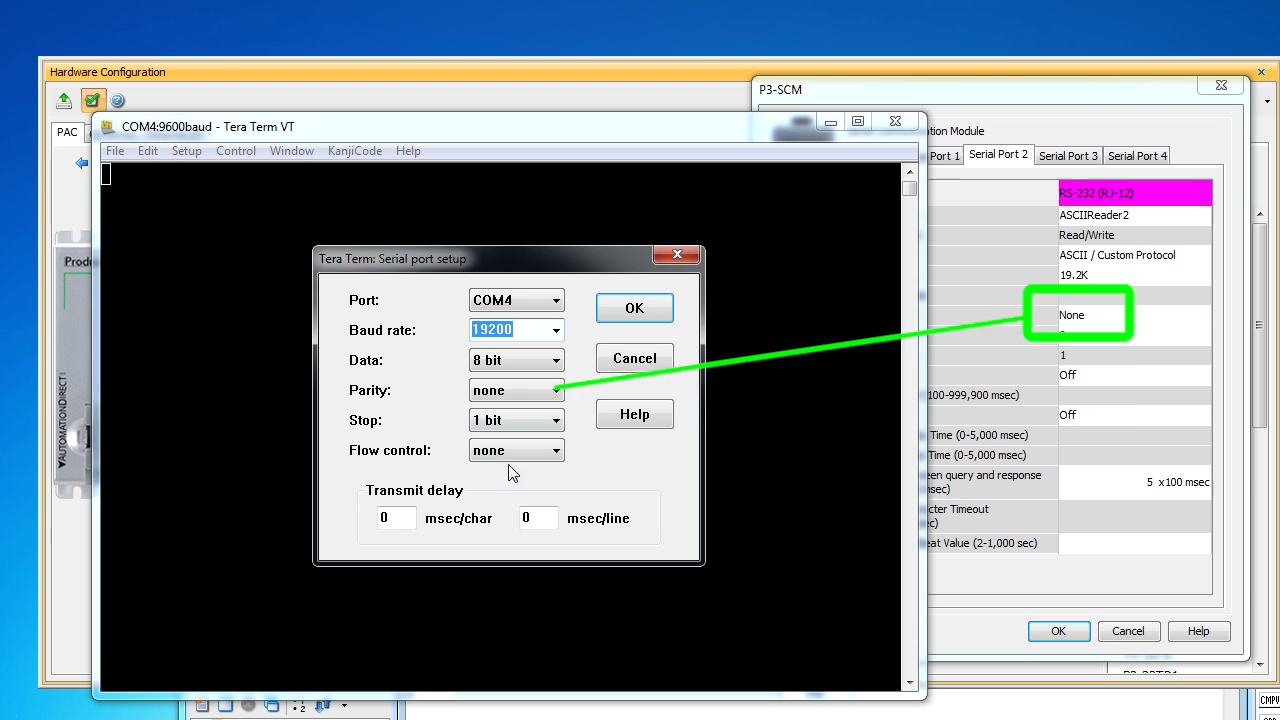 Hardware Configuration
P3-SCM
PAC
COM4:9600baud - Tera Term VT
File Edit Setup Control Window KanjiCode Help
Module
Port 1 Serial Port 2 Serial Port 3 Serial Port 4
RS-232 (RJ-12)
ASCIIReader2
Read/Write
ASCII / Custom Protocol
19.2K
None
1
Off
100-999,900 msec)
Off
Time (0-5,000 msec)
Time (0-5,000 msec)
een query and response
5 x100 msec
Timeout
eat Value (2-1,000 sec)
OK Cancel Help
Produ
AUTOMATIONDIRECT
Tera Term: Serial port setup
Port: COM4 OK
Baud rate: 19200
Data: 8 bit Cancel
Parity: none
Stop: 1 bit Help
Flow control: none
Transmit delay
0 msec/char 0 msec/line
CMPV